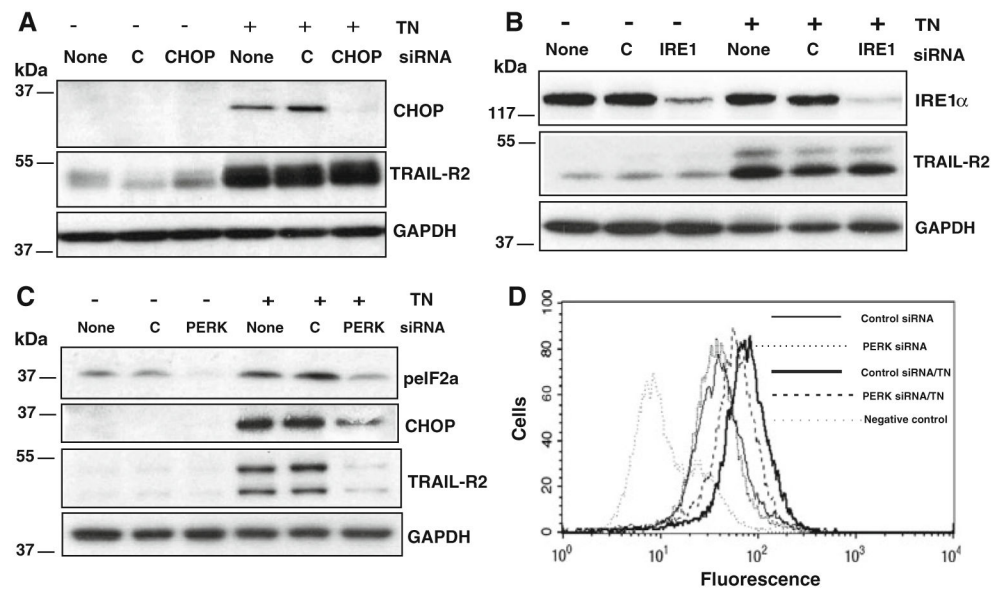 A
- - - + + + TN
None C CHOP None C CHOP siRNA
kDa
37
CHOP
55
TRAIL-R2
GAPDH
37
B
- - - + + + TN
None C IRE1 None C IRE1 siRNA
kDa
IRE1α
117
55
TRAIL-R2
GAPDH
37
C
- - - + + + TN
None C PERK None C PERK siRNA
kDa
37
peIF2a
37
CHOP
55
TRAIL-R2
GAPDH
37
D
Cells
100
80
60
40
20
0
Control siRNA
PERK siRNA
Control siRNA/TN
PERK siRNA/TN
Negative control
10⁰ 10¹ 10² 10³ 10⁴
Fluorescence